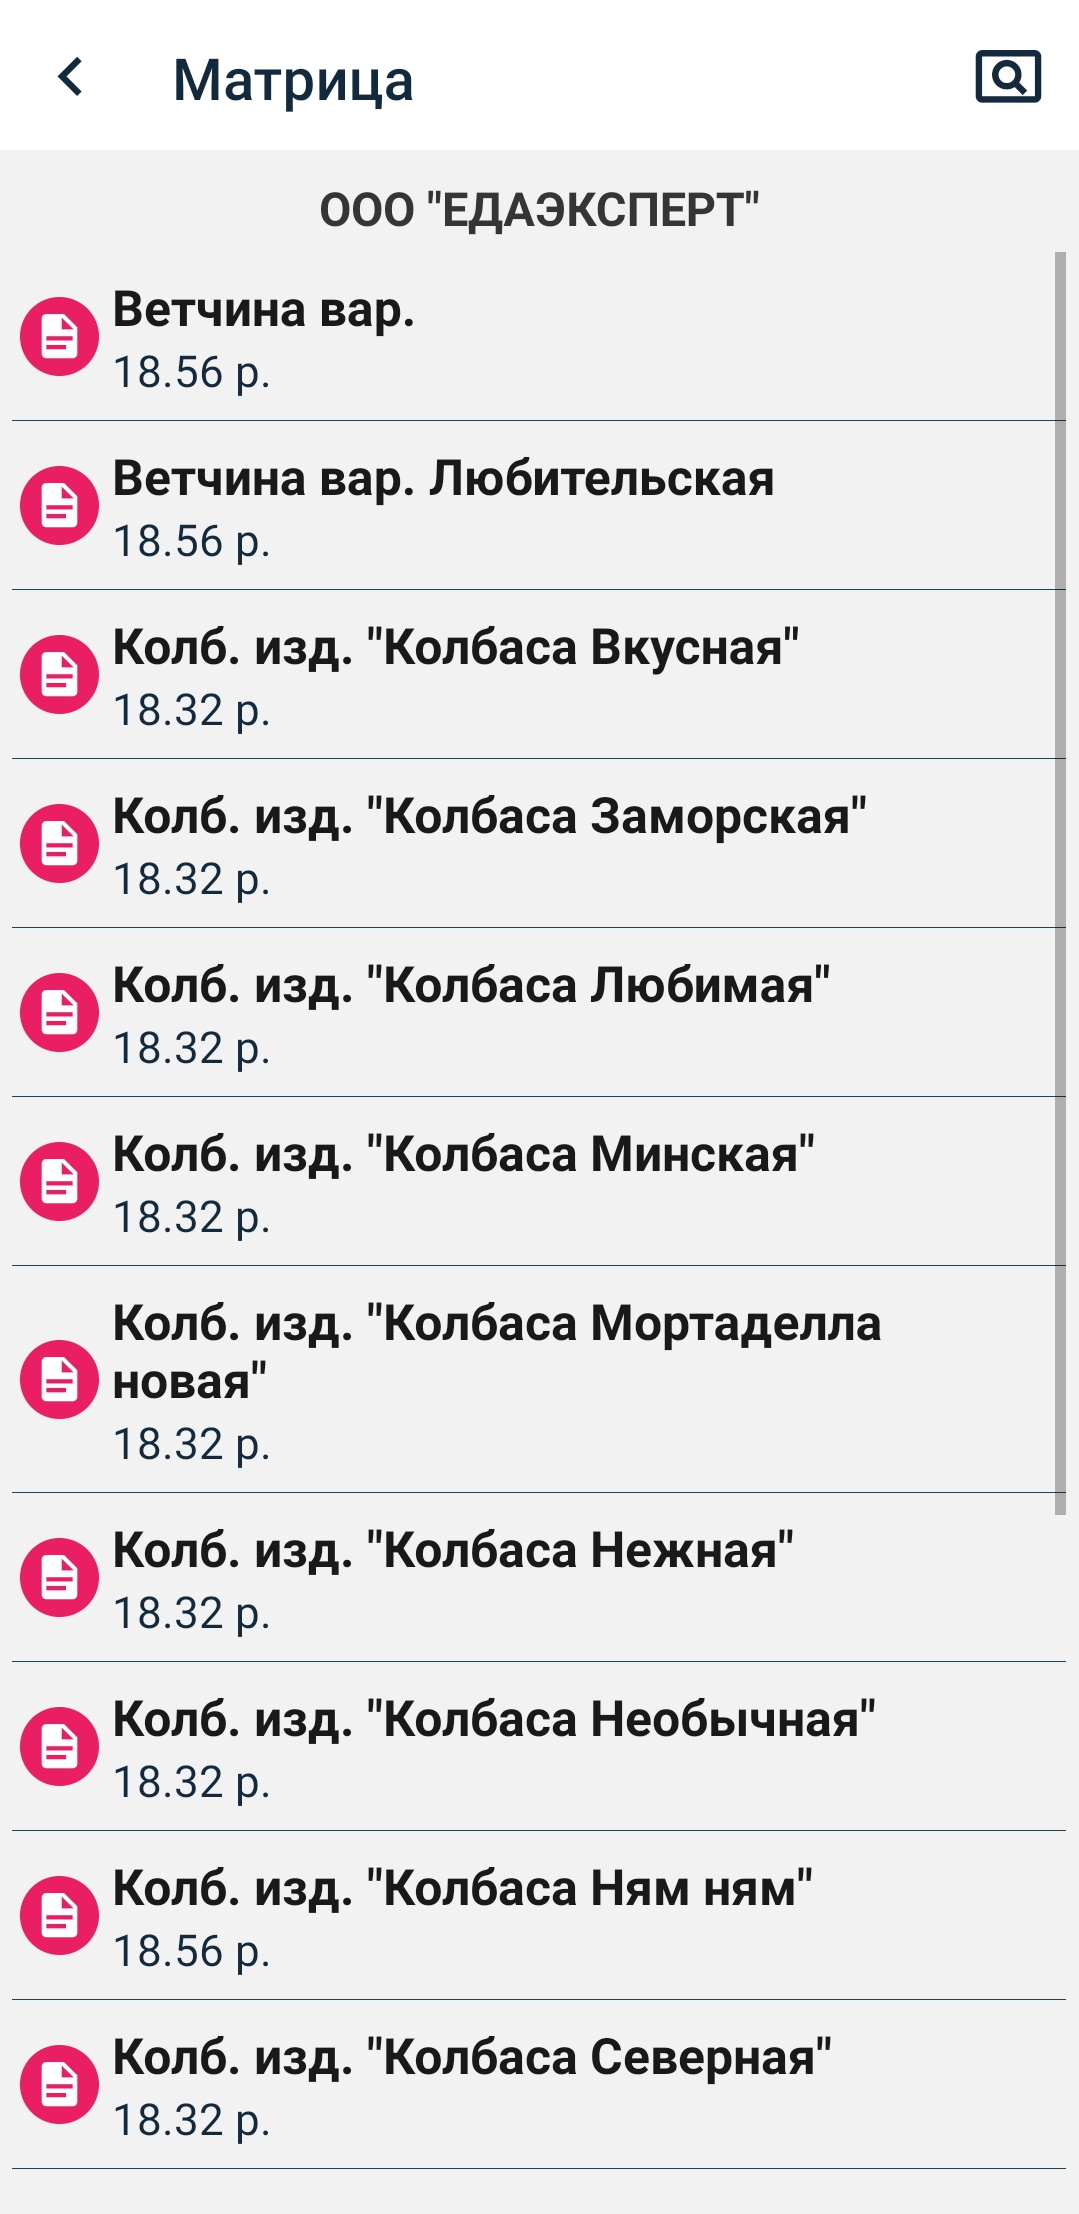 Матрица
ООО "ЕДАЭКСПЕРТ"
Ветчина вар.
18.56 р.
Ветчина вар. Любительская
18.56 р.
Колб. изд. "Колбаса Вкусная"
18.32 р.
Колб. изд. "Колбаса Заморская"
18.32 р.
Колб. изд. "Колбаса Любимая"
18.32 р.
Колб. изд. "Колбаса Минская"
18.32 р.
Колб. изд. "Колбаса Мортаделла
новая"
18.32 р.
Колб. изд. "Колбаса Нежная"
18.32 р.
Колб. изд. "Колбаса Необычная"
18.32 р.
Колб. изд. "Колбаса Ням ням"
18.56 р.
Колб. изд. "Колбаса Северная"
18.32 р.